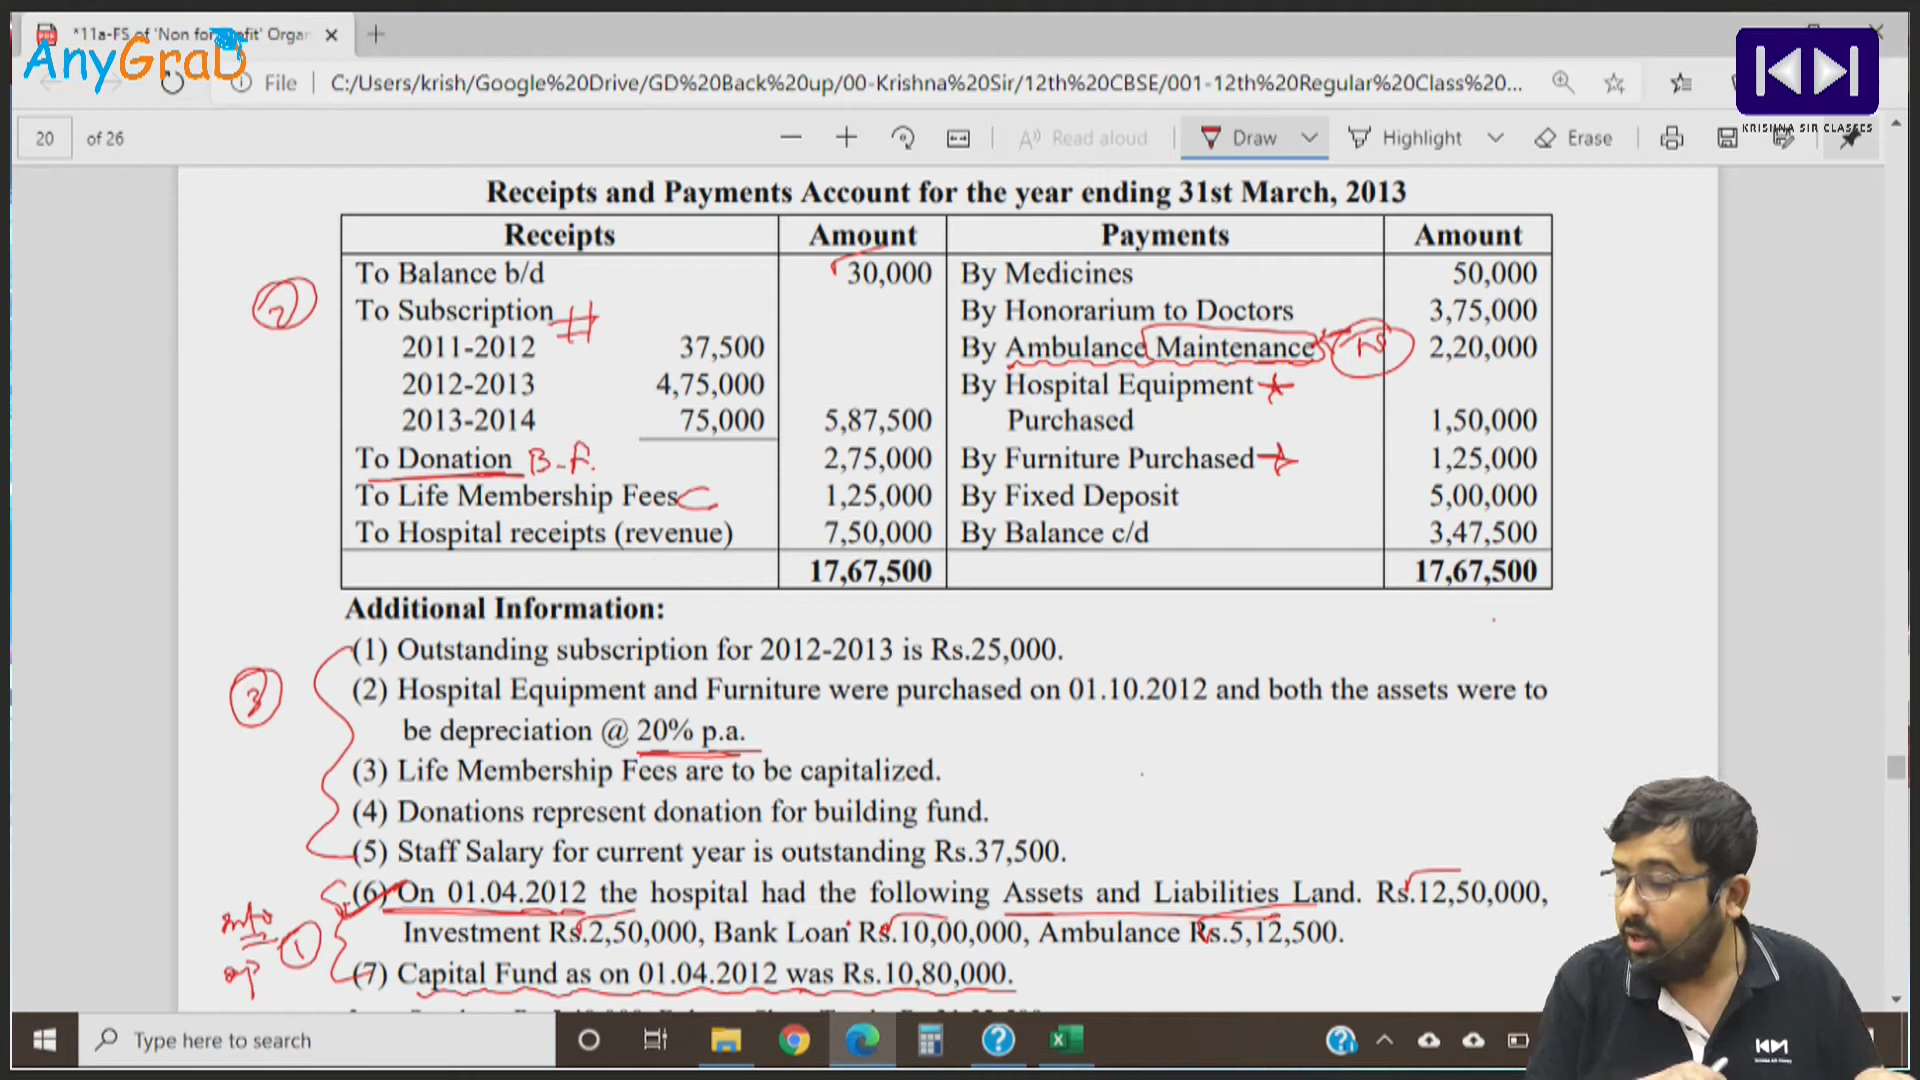 *11a-FS of 'Non for Profit' Organ
AnyGraD
File
C:/Users/krish/Google%20Drive/GD%20Back%20up/00-Krishna%20Sir/12th%20CBSE/001-12th%20Regular%20Class%20...
KRISHNA SIR CLASSES
20 of 26
Read aloud
Draw
Highlight
Erase
Receipts and Payments Account for the year ending 31st March, 2013
Receipts Amount Payments Amount
To Balance b/d 30,000 By Medicines 50,000
2
To Subscription # By Honorarium to Doctors 3,75,000
2011-2012 37,500 By Ambulance Maintenance 2,20,000
2012-2013 4,75,000 By Hospital Equipment
2013-2014 75,000 5,87,500 Purchased 1,50,000
To Donation B-F. 2,75,000 By Furniture Purchased 1,25,000
To Life Membership Fees C 1,25,000 By Fixed Deposit 5,00,000
To Hospital receipts (revenue) 7,50,000 By Balance c/d 3,47,500
17,67,500 17,67,500
Additional Information:
(1) Outstanding subscription for 2012-2013 is Rs.25,000.
3
(2) Hospital Equipment and Furniture were purchased on 01.10.2012 and both the assets were to
be depreciation @ 20% p.a.
(3) Life Membership Fees are to be capitalized.
(4) Donations represent donation for building fund.
(5) Staff Salary for current year is outstanding Rs.37,500.
(6) On 01.04.2012 the hospital had the following Assets and Liabilities Land. Rs.12,50,000,
Info
1
Investment Rs.2,50,000, Bank Loan Rs.10,00,000, Ambulance Rs.5,12,500.
op
(7) Capital Fund as on 01.04.2012 was Rs.10,80,000.
Type here to search